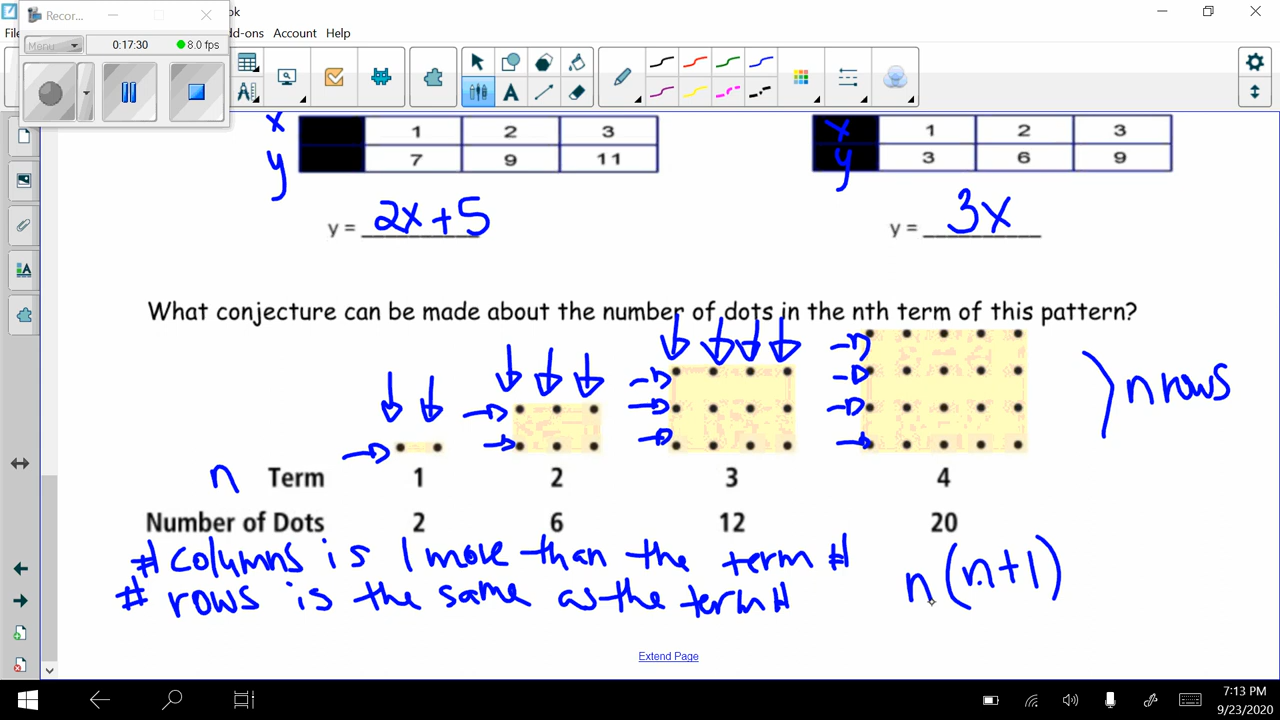 Recor...
ok
Menu
0:17:30
8.0 fps
dd-ons Account Help
x 1 2 3
y 7 9 11
y = 2x + 5
x 1 2 3
y 3 6 9
y = 3x
What conjecture can be made about the number of dots in the nth term of this pattern?
n rows
n Term 1 2 3 4
Number of Dots 2 6 12 20
# columns is 1 more than the term #
# rows is the same as the term #
n(n+1)
Extend Page
7:13 PM
9/23/2020